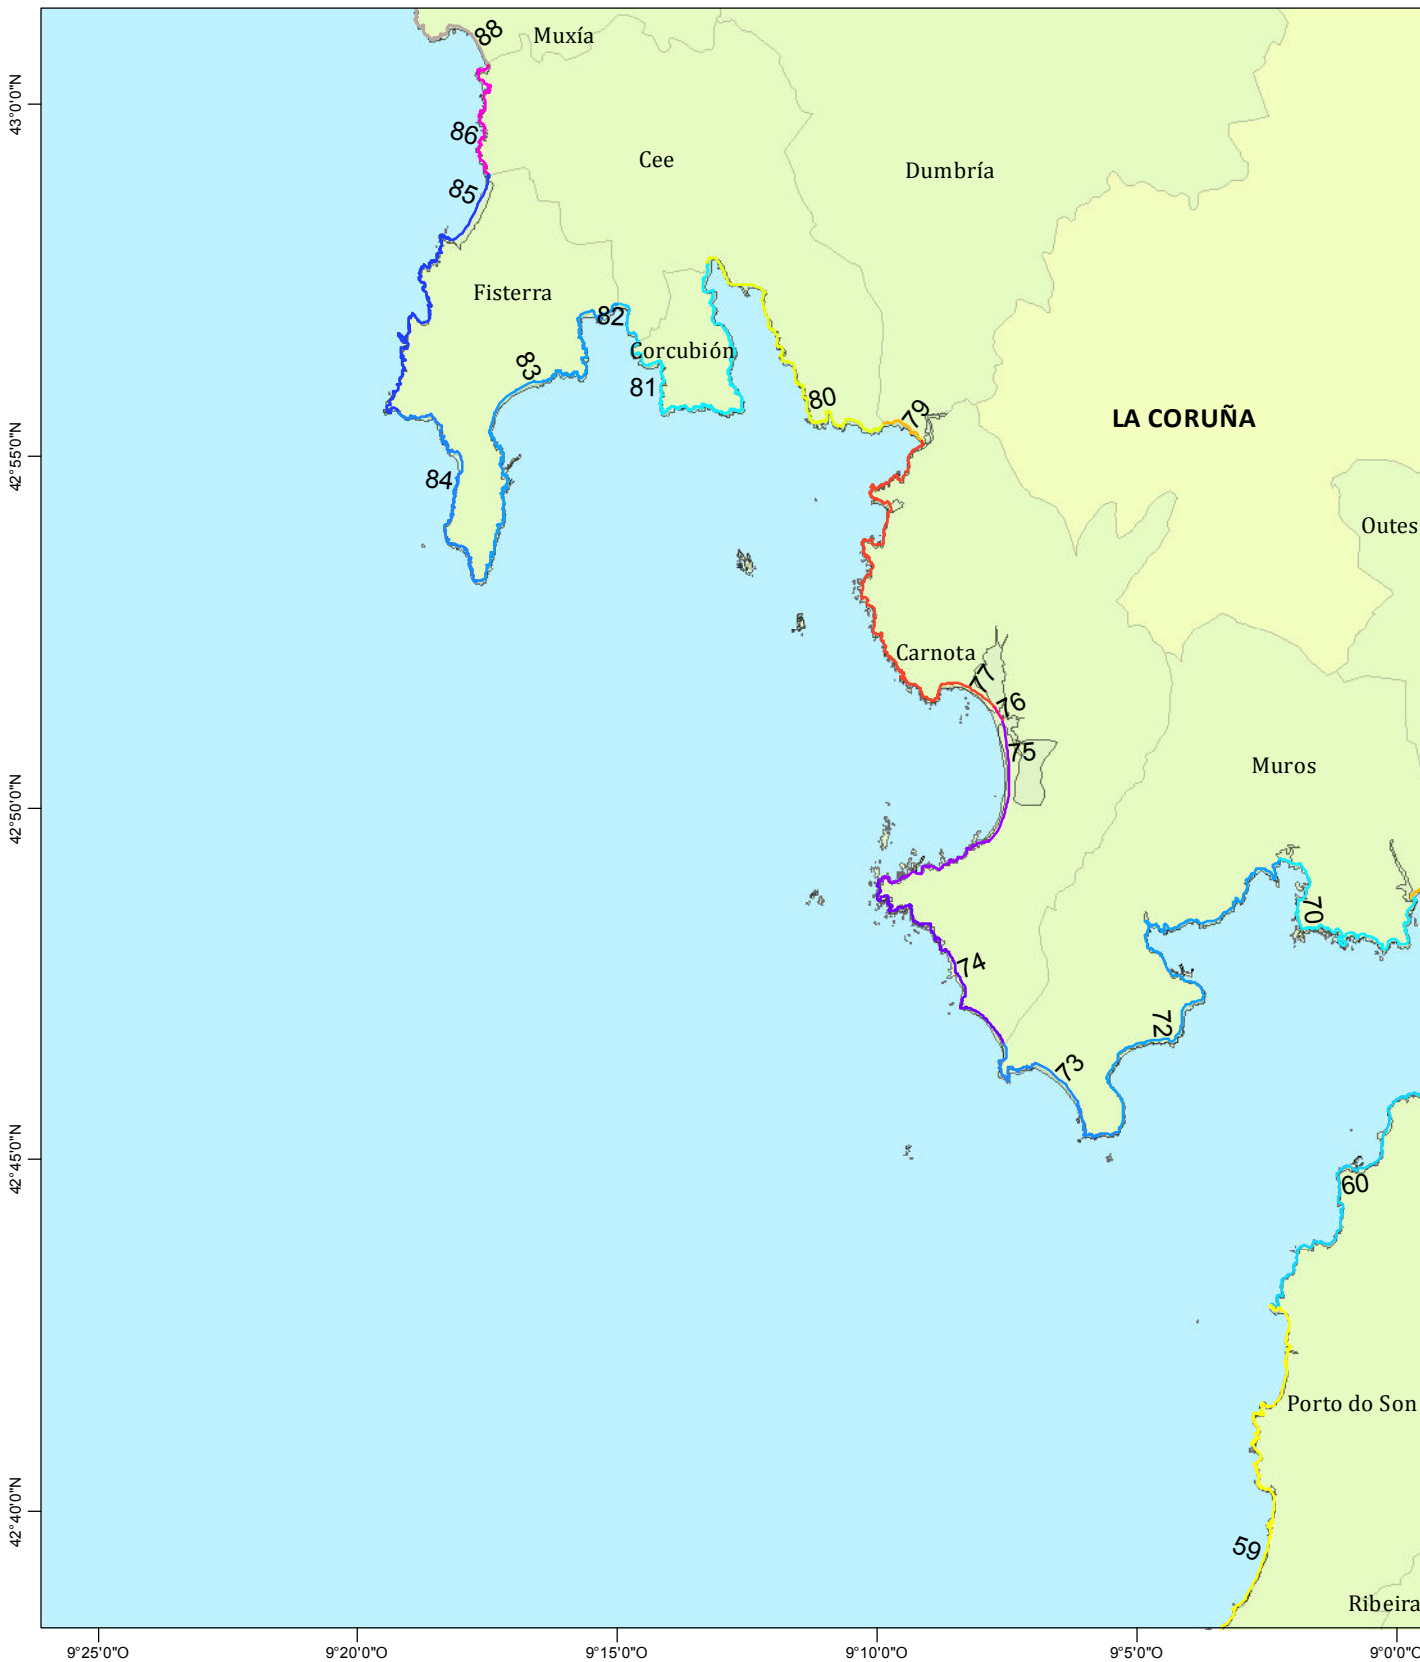 88
Muxía
43°0'0"N
86
Cee
Dumbría
85
Fisterra
82
Corcubión
83
81
80
79
LA CORUÑA
42°55'0"N
84
Outes
Carnota
77
76
75
Muros
42°50'0"N
70
74
72
73
42°45'0"N
60
Porto do Son
42°40'0"N
59
Ribeira
9°25'0"O
9°20'0"O
9°15'0"O
9°10'0"O
9°5'0"O
9°0'0"O